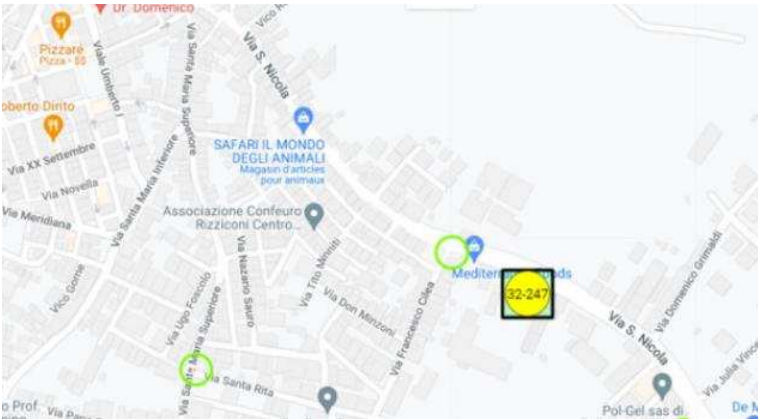 Dr. Domenico
Pizzarè
Pizza • $$
Viale Umberto I
Via Santa Maria Superiore
Via S. Nicola
oberto Dirito
SAFARI IL MONDO
DEGLI ANIMALI
Magasin d'articles
pour animaux
Via XX Settembre
Via Novella
Via Meridiana
Via Santa Maria Inferiore
Associazione Confeuro
Rizziconi Centro...
Via Tito Minniti
Via Nazario Sauro
Vico Gorne
Via Ugo Foscolo
Via Santa Maria Superiore
Via Don Minzoni
Via Francesco Cilea
32-247
Via S. Nicola
Via Domenico Grimaldi
Via Santa Rita
o Prof.
Pol-Gel sas di